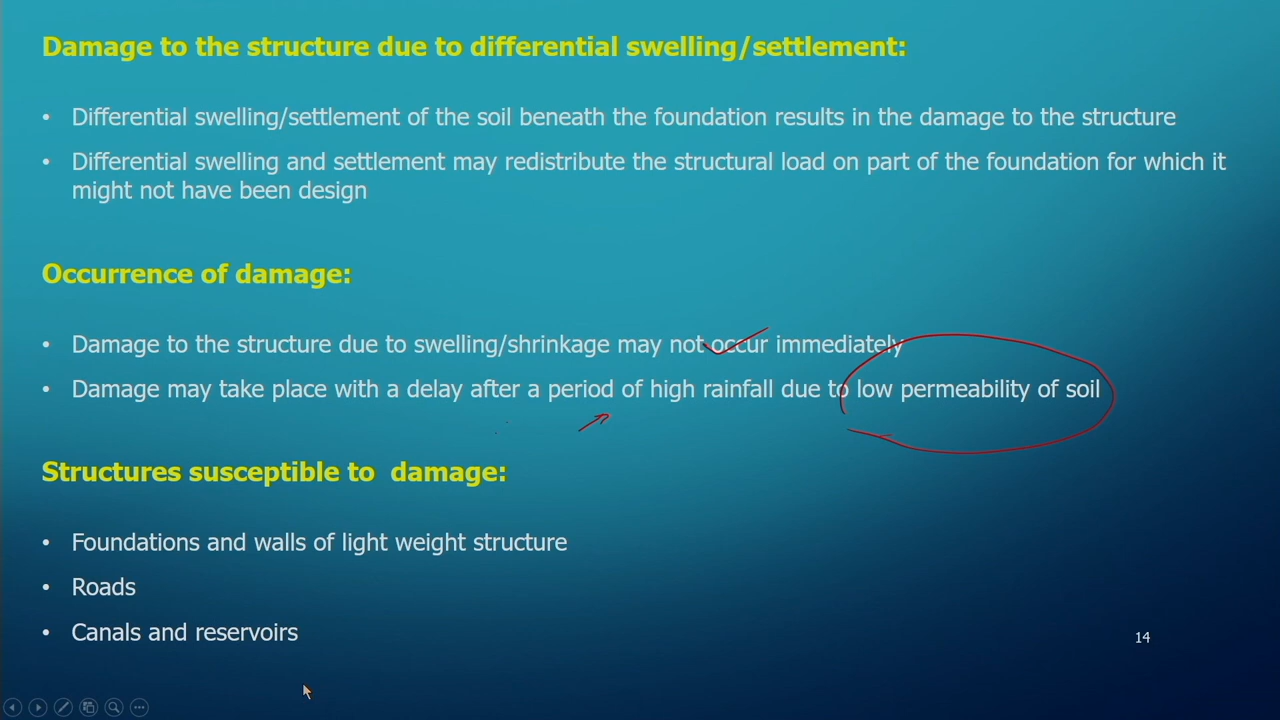 Damage to the structure due to differential swelling/settlement:
• Differential swelling/settlement of the soil beneath the foundation results in the damage to the structure
• Differential swelling and settlement may redistribute the structural load on part of the foundation for which it
might not have been design
Occurrence of damage:
• Damage to the structure due to swelling/shrinkage may not occur immediately
• Damage may take place with a delay after a period of high rainfall due to low permeability of soil
Structures susceptible to  damage:
• Foundations and walls of light weight structure
• Roads
• Canals and reservoirs
14